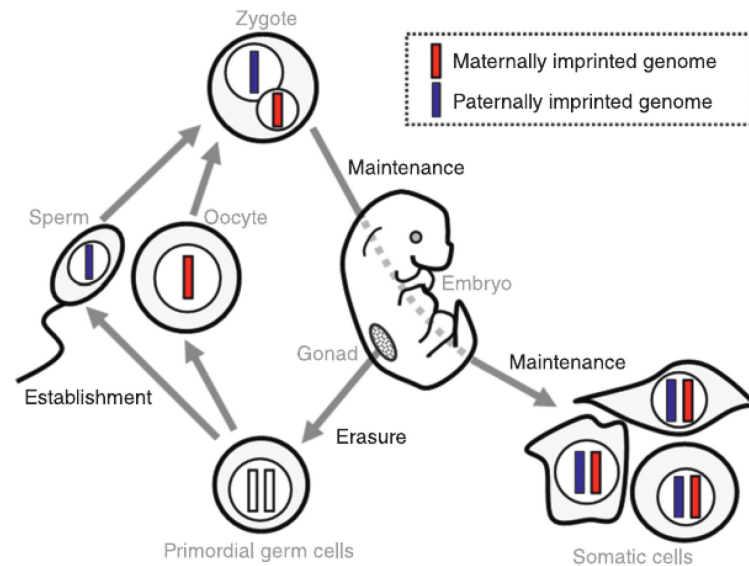 Zygote
Maternally imprinted genome
Paternally imprinted genome
Maintenance
Sperm
Oocyte
Embryo
Gonad
Maintenance
Establishment
Erasure
Primordial germ cells
Somatic cells